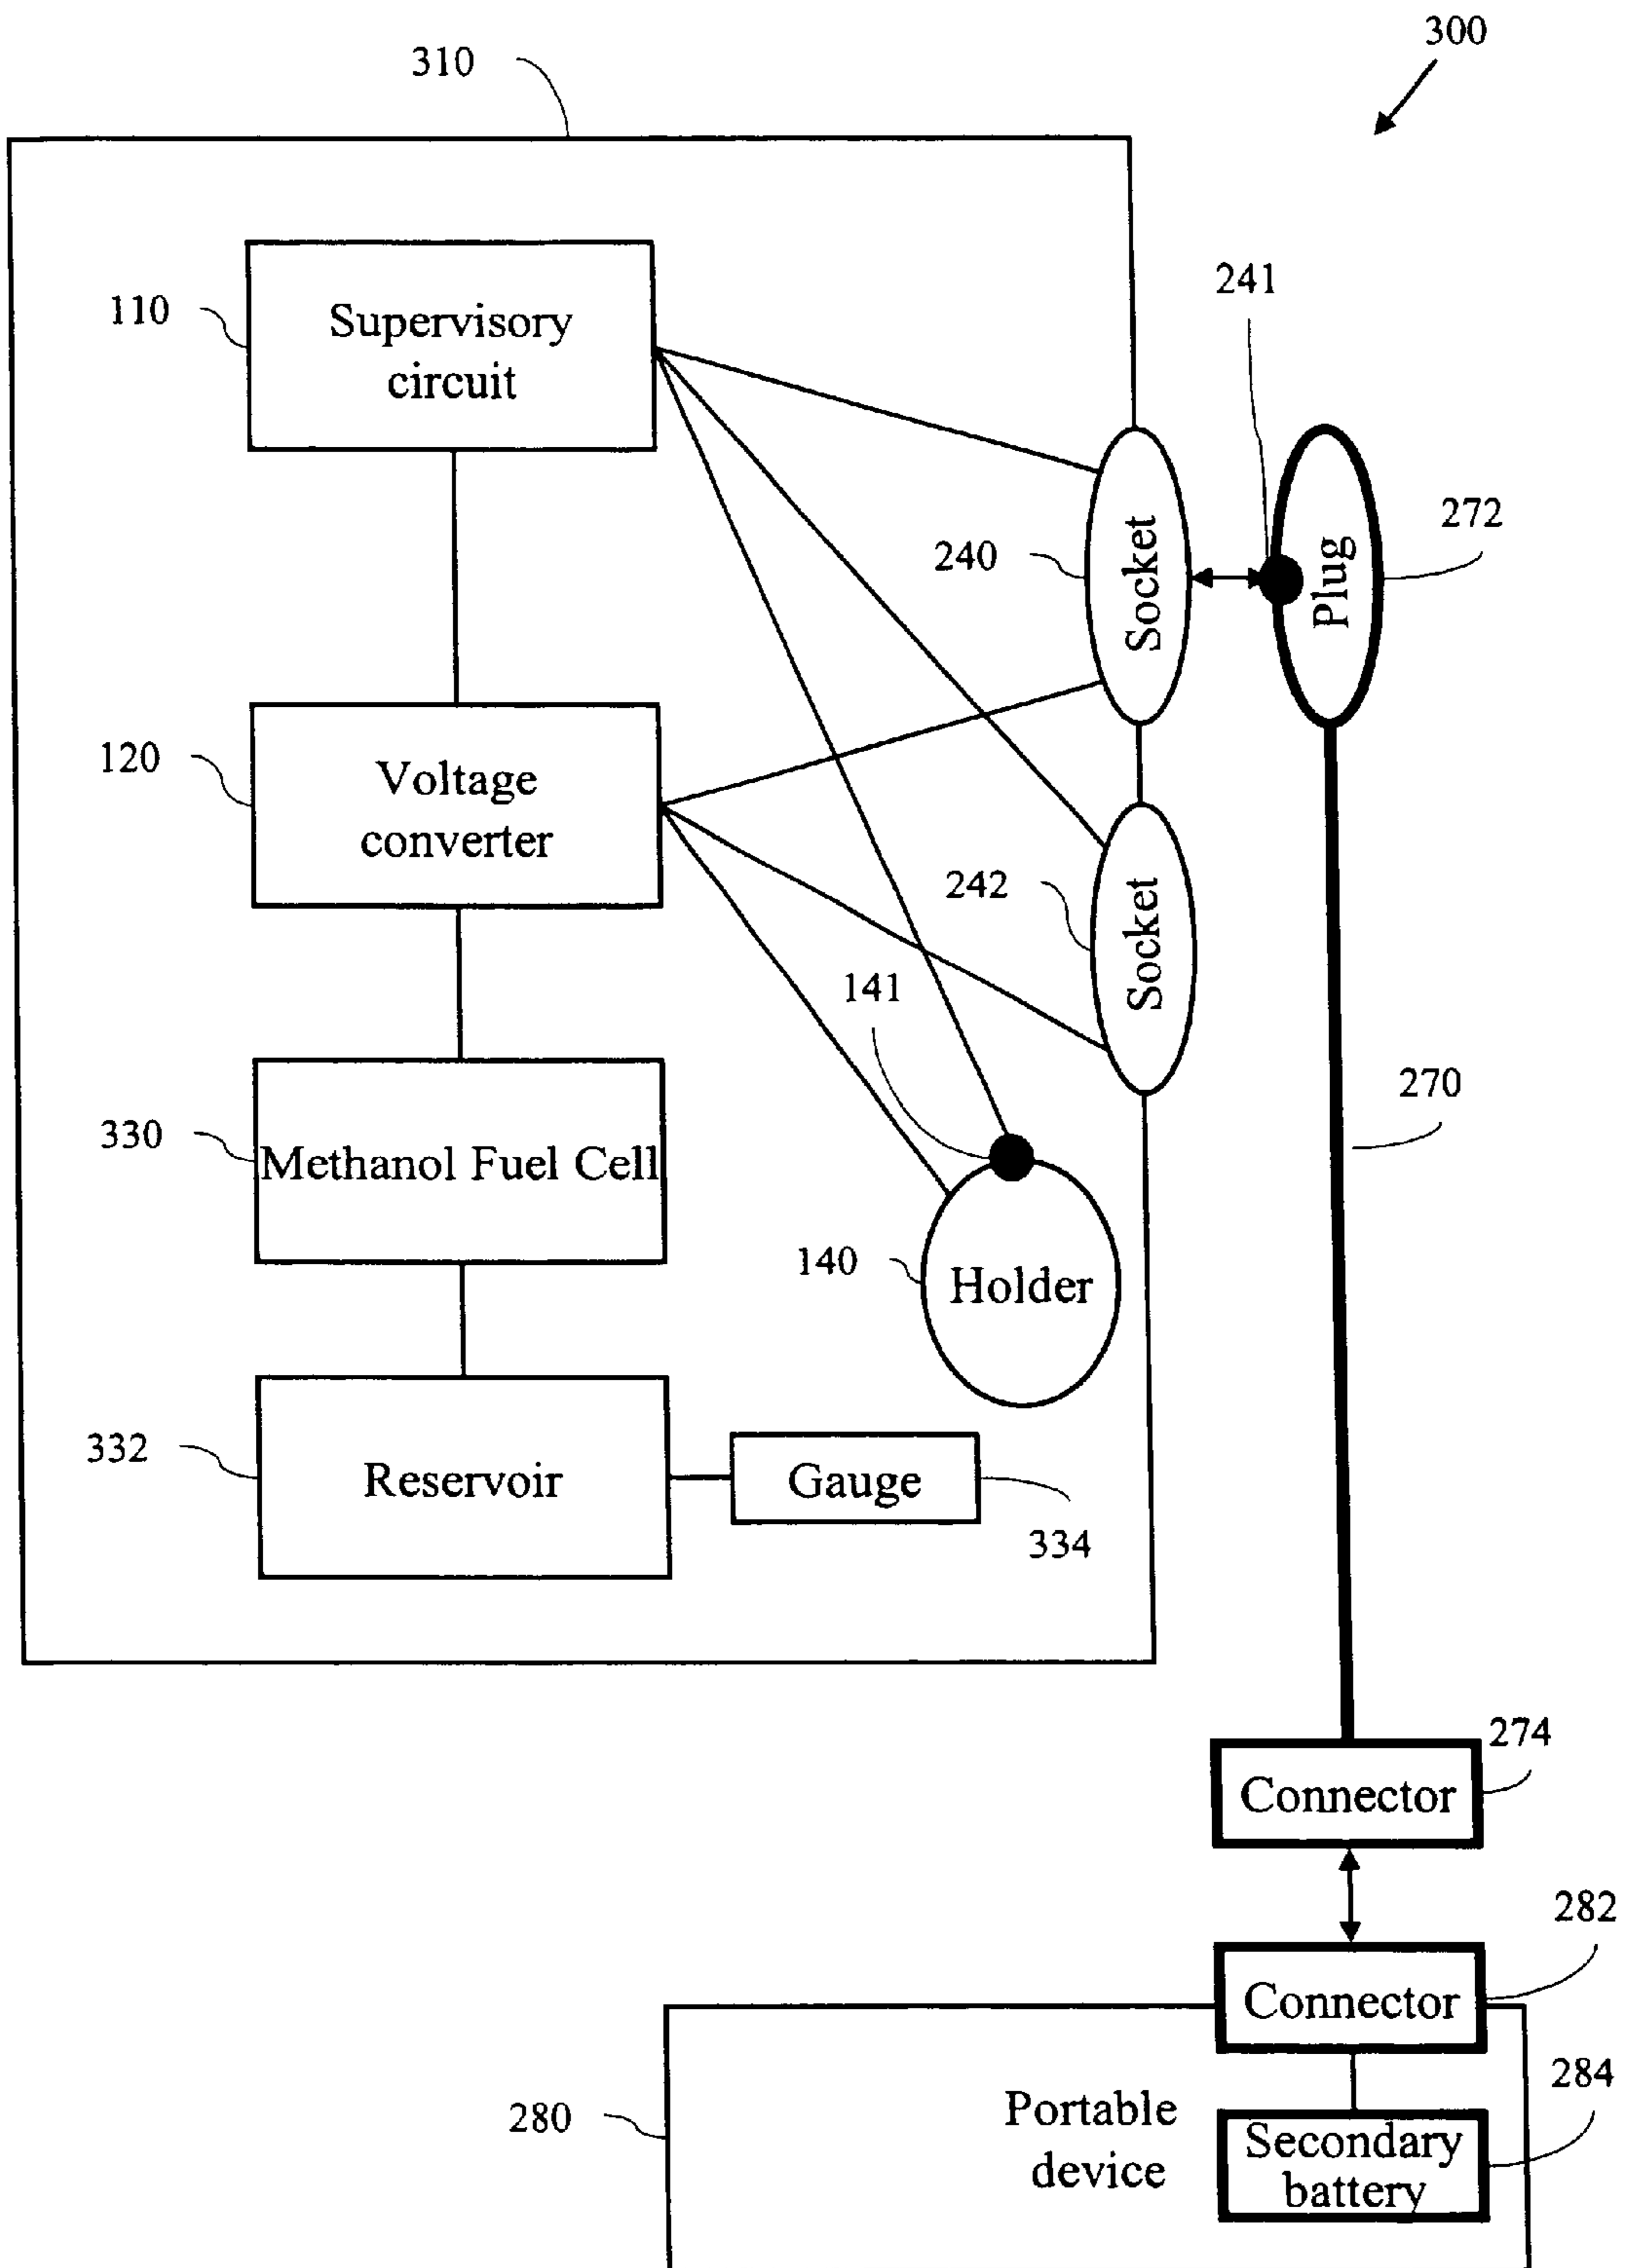 300
310
110
Supervisory
circuit
241
240
Socket
Plug
272
120
Voltage
converter
242
Socket
141
270
330
Methanol Fuel Cell
140
Holder
332
Reservoir
Gauge
334
274
Connector
282
Connector
284
280
Portable
device
Secondary
battery